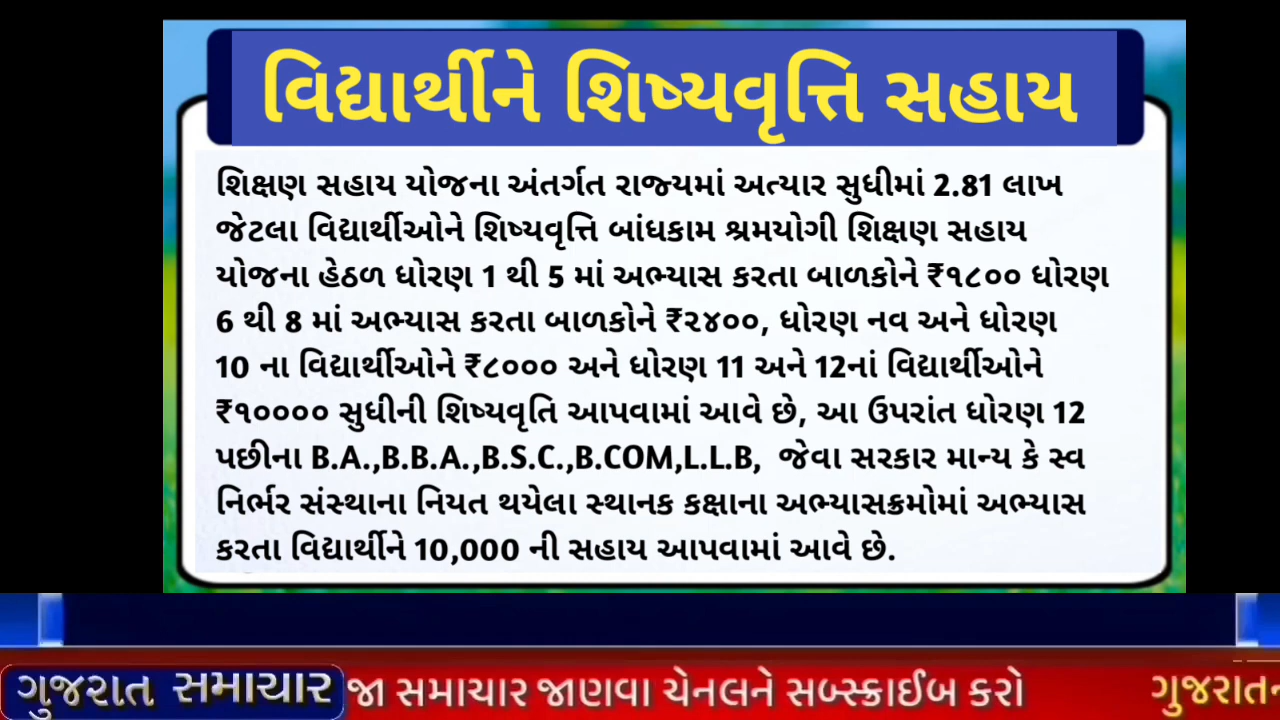 વિદ્યાર્થીને શિષ્યવૃત્તિ સહાય
શિક્ષણ સહાય યોજના અંતર્ગત રાજ્યમાં અત્યાર સુધીમાં 2.81 લાખ
જેટલા વિદ્યાર્થીઓને શિષ્યવૃત્તિ બાંધકામ શ્રમયોગી શિક્ષણ સહાય
યોજના હેઠળ ધોરણ 1 થી 5 માં અભ્યાસ કરતા બાળકોને ₹૧૮૦૦ ધોરણ
6 થી 8 માં અભ્યાસ કરતા બાળકોને ₹૨૪૦૦, ધોરણ નવ અને ધોરણ
10 ના વિદ્યાર્થીઓને ₹૮૦૦૦ અને ધોરણ 11 અને 12નાં વિદ્યાર્થીઓને
₹૧૦૦૦૦ સુધીની શિષ્યવૃતિ આપવામાં આવે છે, આ ઉપરાંત ધોરણ 12
પછીના B.A.,B.B.A.,B.S.C.,B.COM,L.L.B, જેવા સરકાર માન્ય કે સ્વ
નિર્ભર સંસ્થાના નિયત થયેલા સ્થાનક કક્ષાના અભ્યાસક્રમોમાં અભ્યાસ
કરતા વિદ્યાર્થીને 10,000 ની સહાય આપવામાં આવે છે.
ગુજરાત સમાચાર જા સમાચાર જાણવા ચેનલને સબ્સ્ક્રાઈબ કરો ગુજરાતન